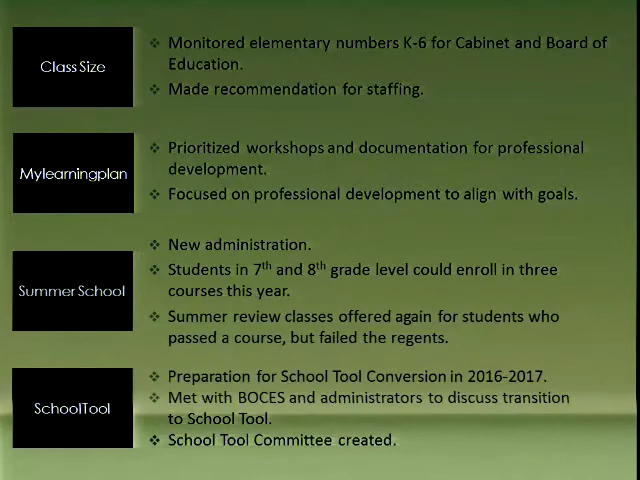 Class Size
Monitored elementary numbers K-6 for Cabinet and Board of
Education.
Made recommendation for staffing.
Mylearningplan
Prioritized workshops and documentation for professional
development.
Focused on professional development to align with goals.
Summer School
New administration.
Students in 7th and 8th grade level could enroll in three
courses this year.
Summer review classes offered again for students who
passed a course, but failed the regents.
SchoolTool
Preparation for School Tool Conversion in 2016-2017.
Met with BOCES and administrators to discuss transition
to School Tool.
School Tool Committee created.